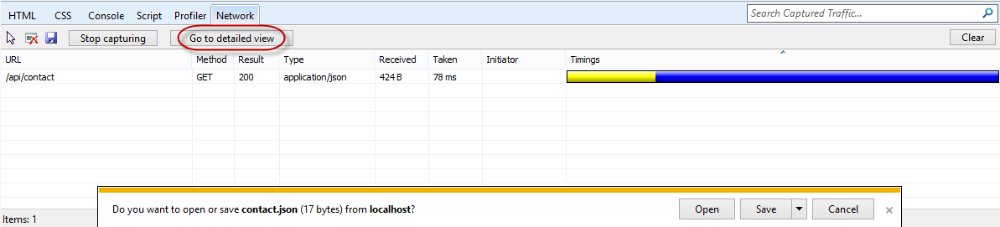 HTML CSS Console Script Profiler Network Search Captured Traffic...
Stop capturing Go to detailed view Clear
URL Method Result Type Received Taken Initiator Timings
/api/contact GET 200 application/json 424 B 78 ms
Do you want to open or save contact.json (17 bytes) from localhost? Open Save Cancel
Items: 1